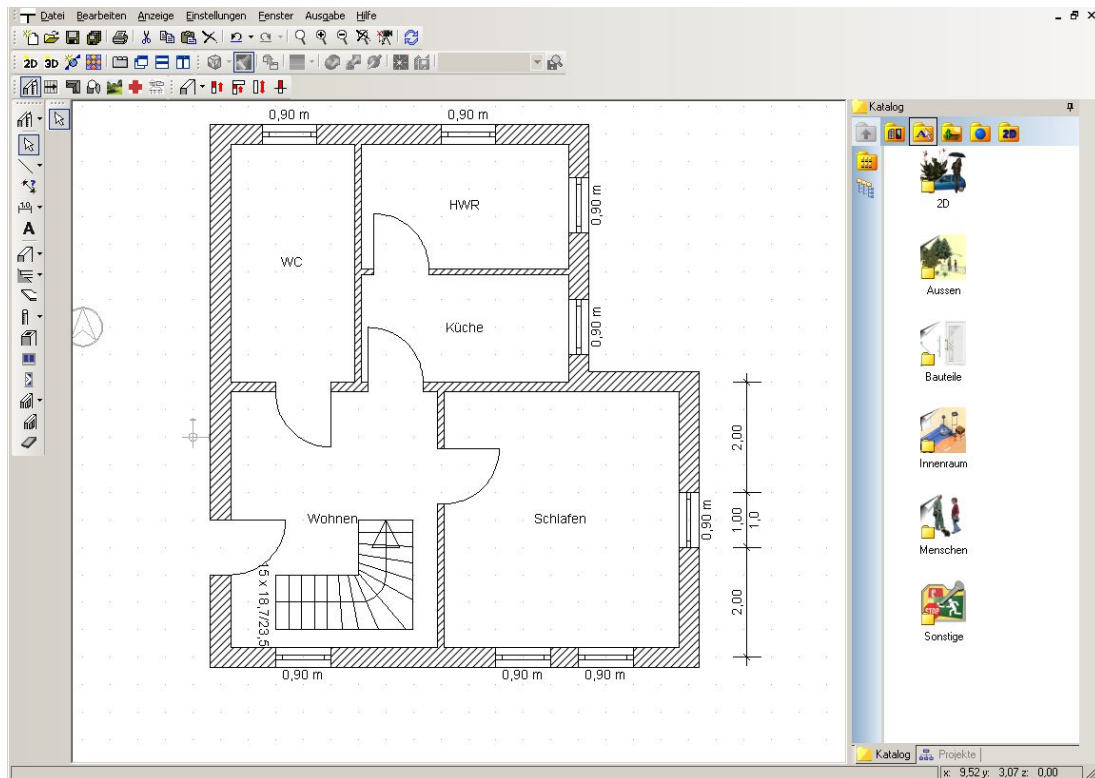 Datei Bearbeiten Anzeige Einstellungen Fenster Ausgabe Hilfe
2D 3D
A
Katalog
2D
0,90 m 0,90 m
2D
HWR
0,90 m
WC
Aussen
Küche
0,90 m
Bauteile
2,00
Innenraum
Wohnen
Schlafen
0,90 m
1,00
1,0
Menschen
15 x 18,7/23,5
2,00
STOP
Sonstige
0,90 m 0,90 m 0,90 m
Katalog Projekte
x: 9,52 y: 3,07 z: 0,00